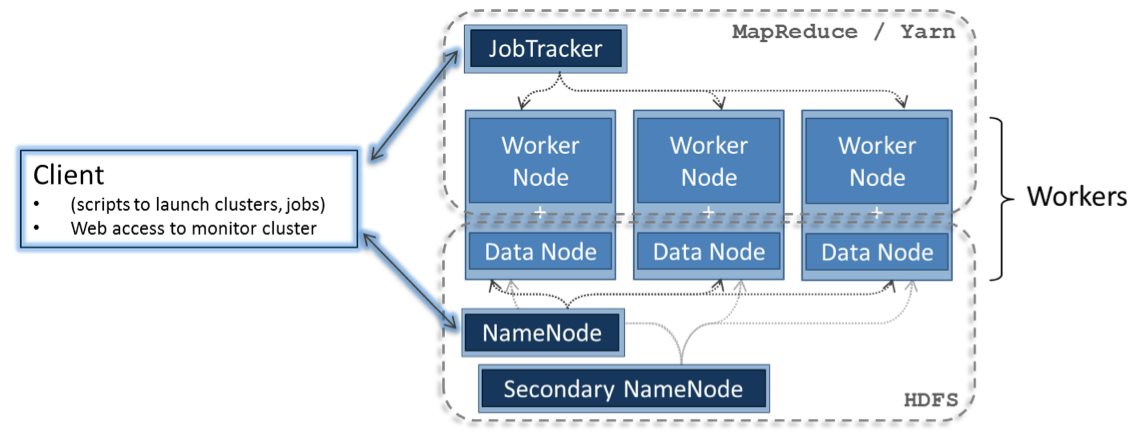 MapReduce / Yarn
JobTracker
Worker
Node
+
Data Node
Worker
Node
+
Data Node
Worker
Node
+
Data Node
Workers
Client
• (scripts to launch clusters, jobs)
• Web access to monitor cluster
NameNode
Secondary NameNode
HDFS